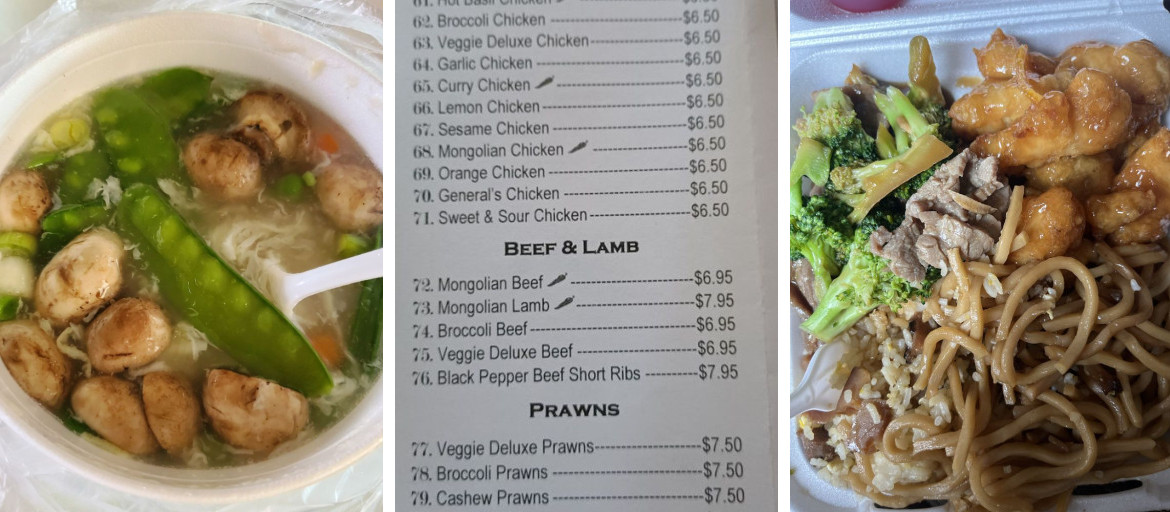 61. Hot Basil Chicken
62. Broccoli Chicken --------------------$6.50
63. Veggie Deluxe Chicken--------------$6.50
64. Garlic Chicken ----------------------$6.50
65. Curry Chicken --------------------$6.50
66. Lemon Chicken ---------------------$6.50
67. Sesame Chicken --------------------$6.50
68. Mongolian Chicken --------------$6.50
69. Orange Chicken --------------------$6.50
70. General's Chicken ------------------$6.50
71. Sweet & Sour Chicken--------------$6.50
BEEF & LAMB
72. Mongolian Beef -------------------$6.95
73. Mongolian Lamb ------------------$7.95
74. Broccoli Beef------------------------$6.95
75. Veggie Deluxe Beef -----------------$6.95
76. Black Pepper Beef Short Ribs --------$7.95
PRAWNS
77. Veggie Deluxe Prawns---------------$7.50
78. Broccoli Prawns ---------------------$7.50
79. Cashew Prawns ---------------------$7.50